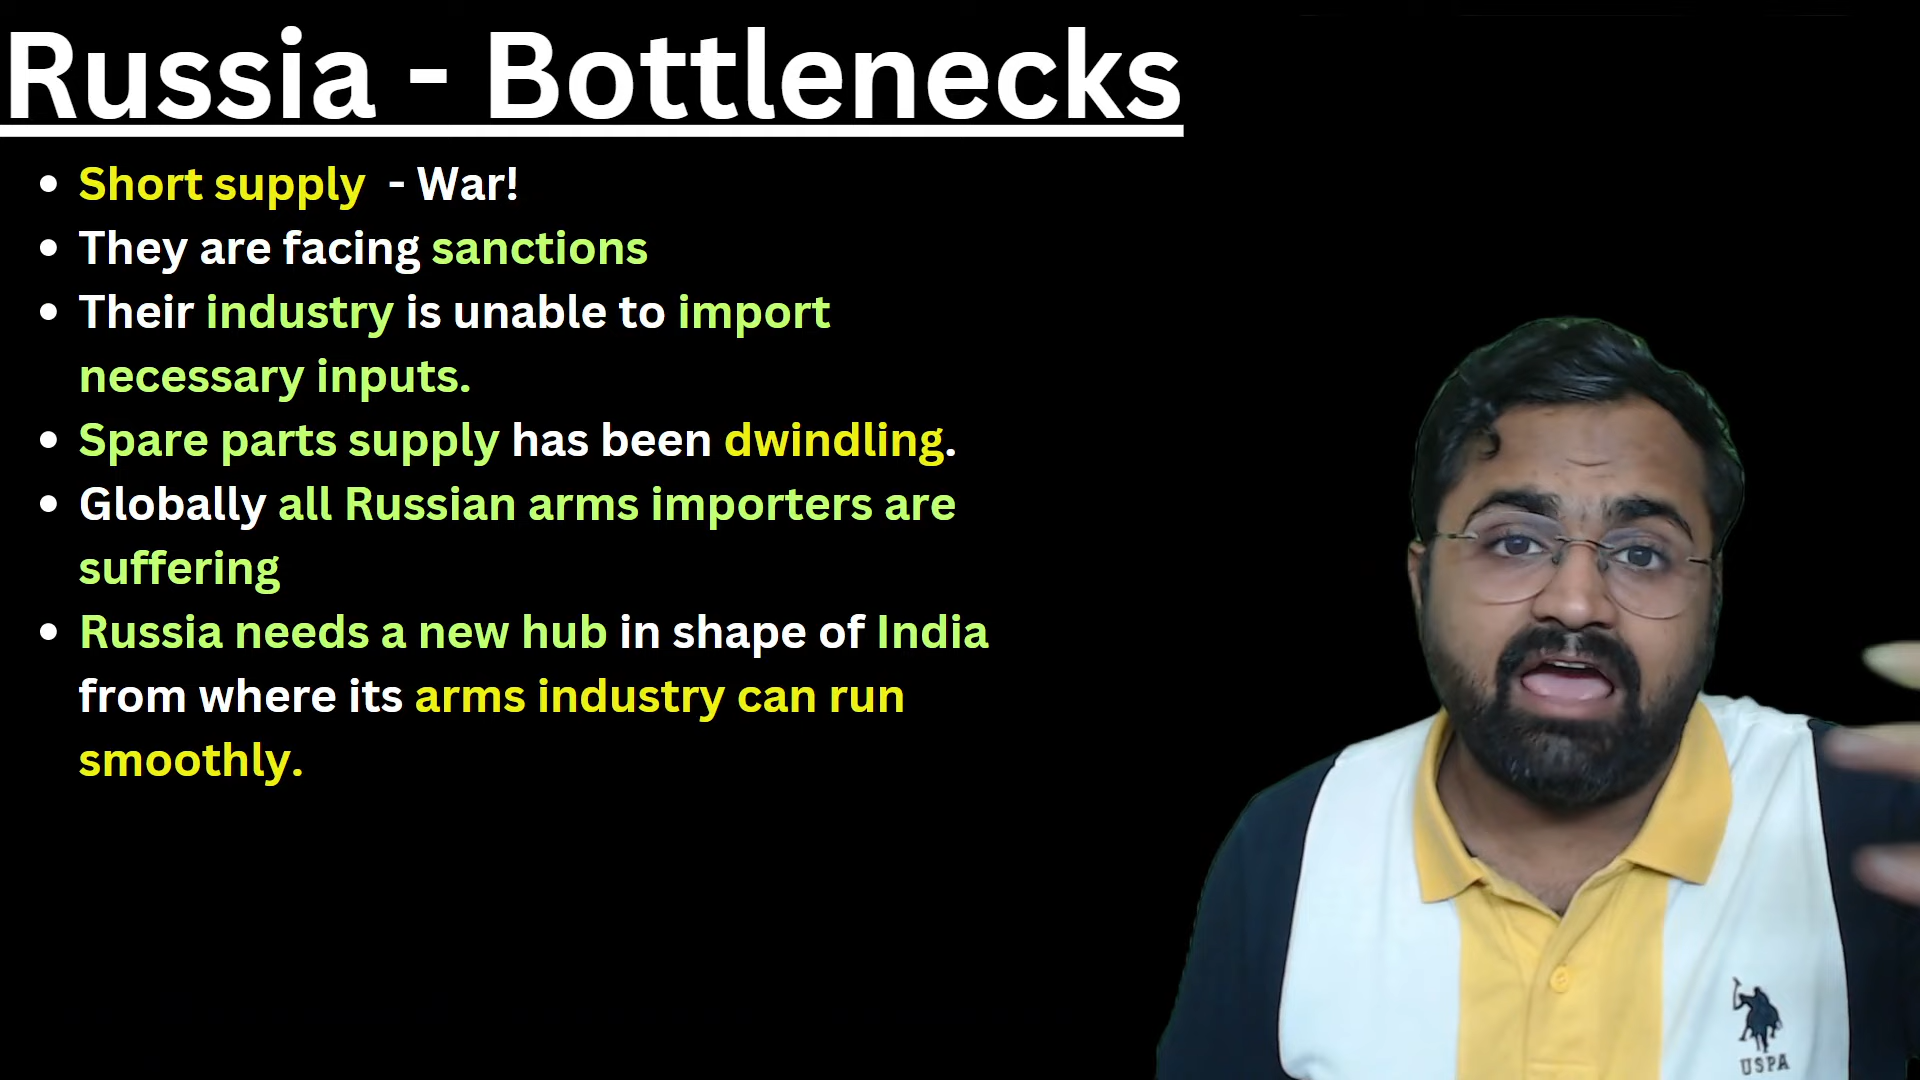 Russia - Bottlenecks
• Short supply - War!
• They are facing sanctions
• Their industry is unable to import
necessary inputs.
• Spare parts supply has been dwindling.
• Globally all Russian arms importers are
suffering
• Russia needs a new hub in shape of India
from where its arms industry can run
smoothly.
USPA